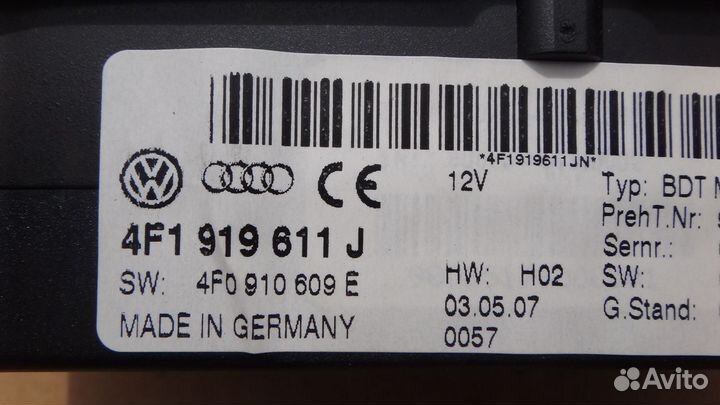 *4F1919611JN*
CE
12V
Typ: BDT
4F1 919 611 J
PrehT.Nr:
Sernr.:
SW: 4F0 910 609 E
HW: H02
SW:
03.05.07
G.Stand:
MADE IN GERMANY
0057
Avito